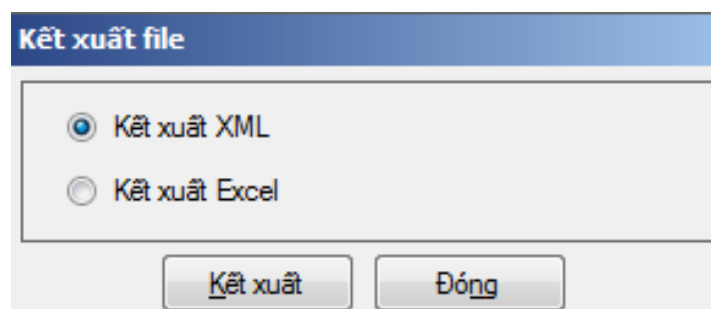 Kết xuất file
Kết xuất XML
Kết xuất Excel
Kết xuất Đóng